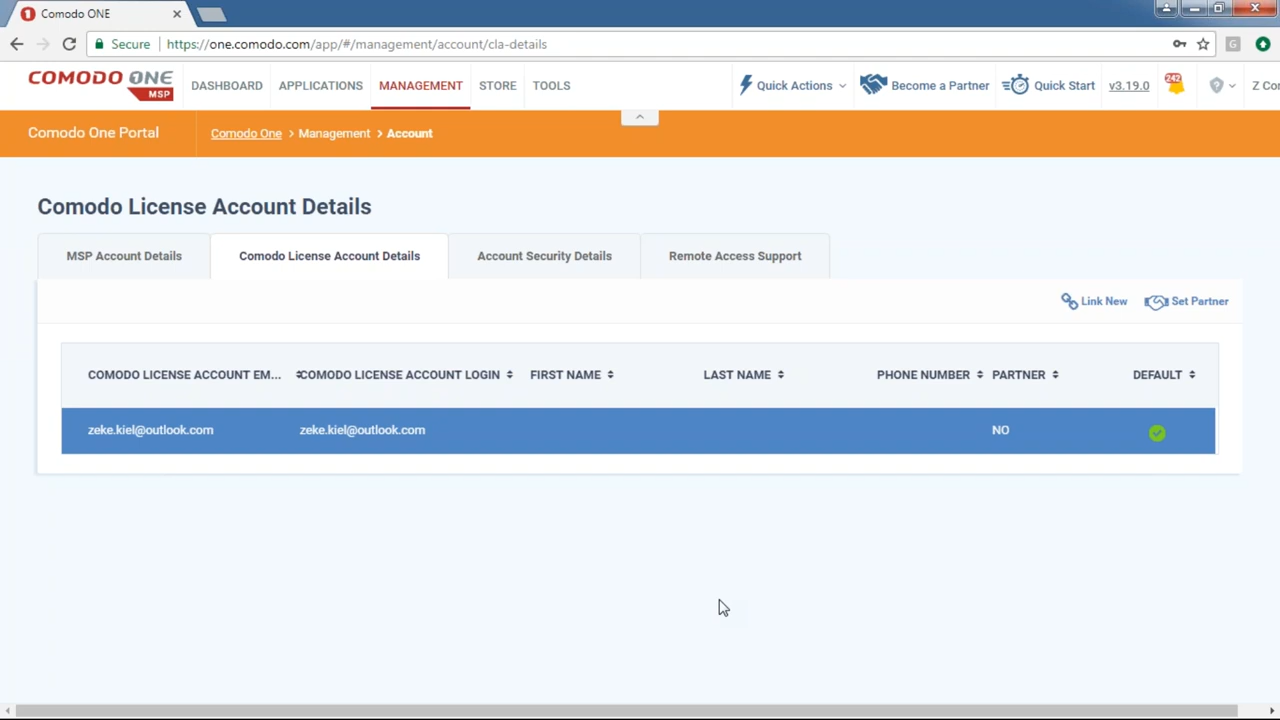 Comodo ONE
Secure https://one.comodo.com/app/#/management/account/cla-details
COMODO ONE MSP DASHBOARD APPLICATIONS MANAGEMENT STORE TOOLS Quick Actions Become a Partner Quick Start v3.19.0 242 Z Con
Comodo One Portal Comodo One > Management > Account
Comodo License Account Details
MSP Account Details Comodo License Account Details Account Security Details Remote Access Support
Link New Set Partner
COMODO LICENSE ACCOUNT EM... COMODO LICENSE ACCOUNT LOGIN FIRST NAME LAST NAME PHONE NUMBER PARTNER DEFAULT
zeke.kiel@outlook.com zeke.kiel@outlook.com NO